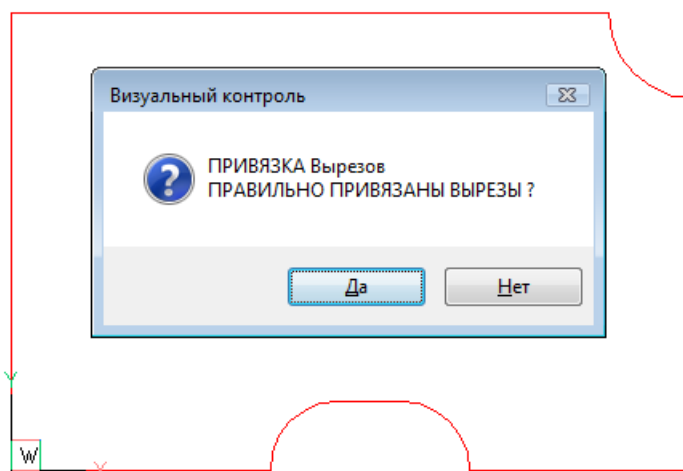 Визуальный контроль
ПРИВЯЗКА Вырезов
ПРАВИЛЬНО ПРИВЯЗАНЫ ВЫРЕЗЫ ?
Да
Нет
Y
W
X